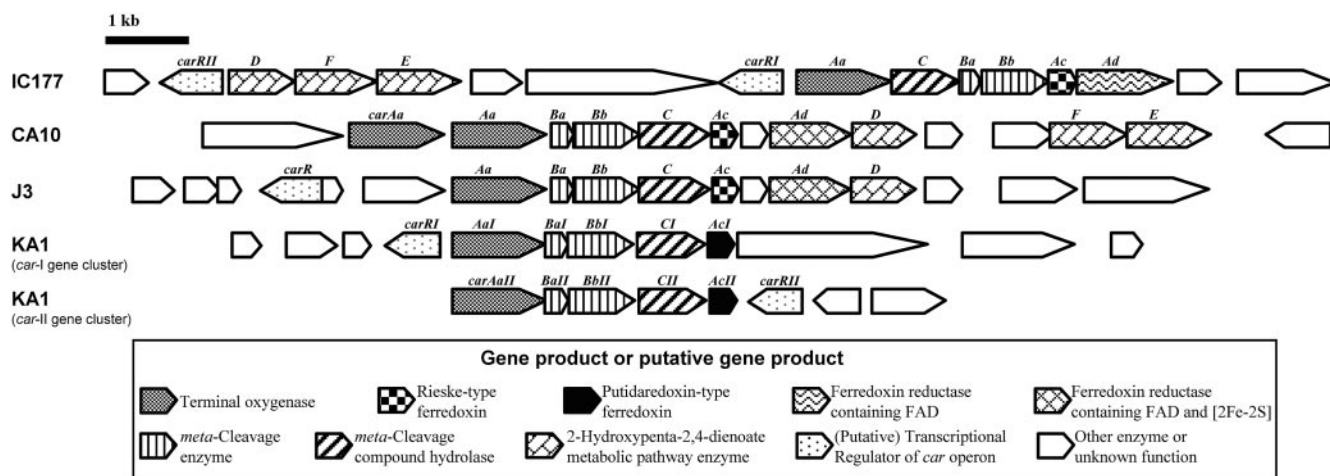 1 kb
carRII D F E carRI Aa C Ba Bb Ac Ad
IC177
carAa Aa Ba Bb C Ac Ad D F E
CA10
carR Aa Ba Bb C Ac Ad D
J3
carRI AaI BaI BbI CI AcI
KA1
(car-I gene cluster)
carAaII BaII BbII CII AcII carRII
KA1
(car-II gene cluster)
Gene product or putative gene product
Terminal oxygenase
Rieske-type
ferredoxin
Putidaredoxin-type
ferredoxin
Ferredoxin reductase
containing FAD
Ferredoxin reductase
containing FAD and [2Fe-2S]
meta-Cleavage
enzyme
meta-Cleavage
compound hydrolase
2-Hydroxypenta-2,4-dienoate
metabolic pathway enzyme
(Putative) Transcriptional
Regulator of car operon
Other enzyme or
unknown function